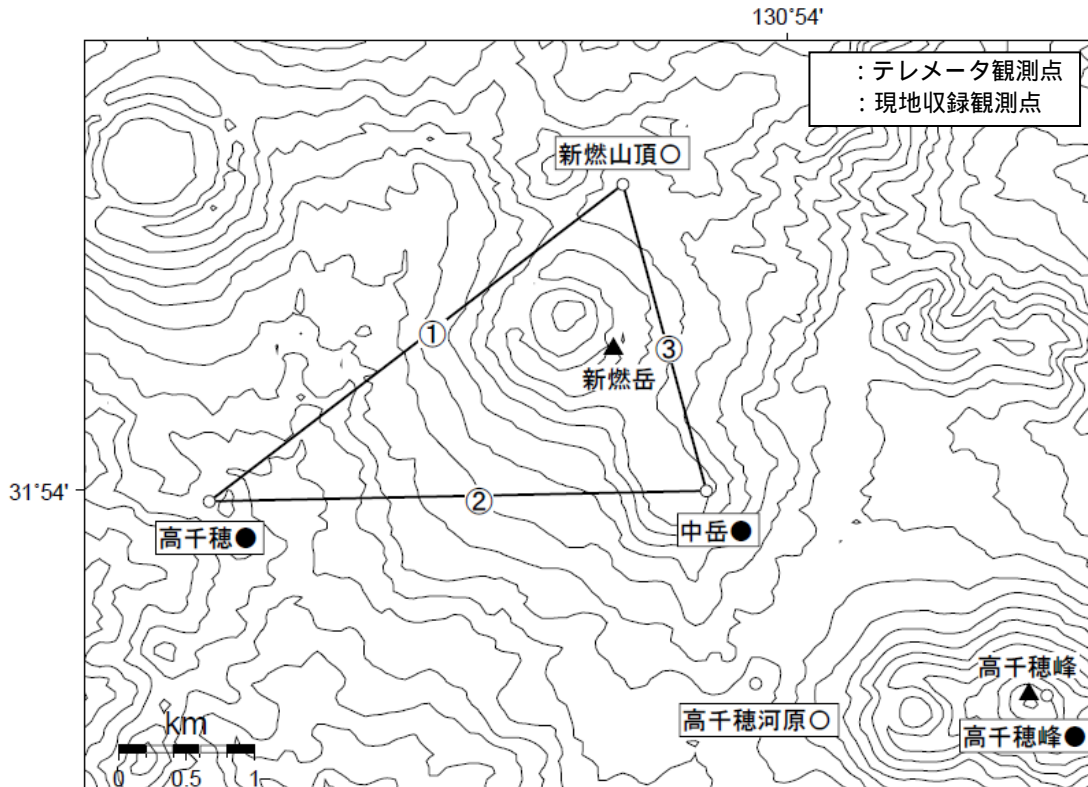 130°54'
：テレメータ観測点
：現地収録観測点
新燃山頂○
①
③
新燃岳
31°54'
②
高千穂●
中岳●
高千穂峰
km
高千穂河原○
高千穂峰●
0 0.5 1